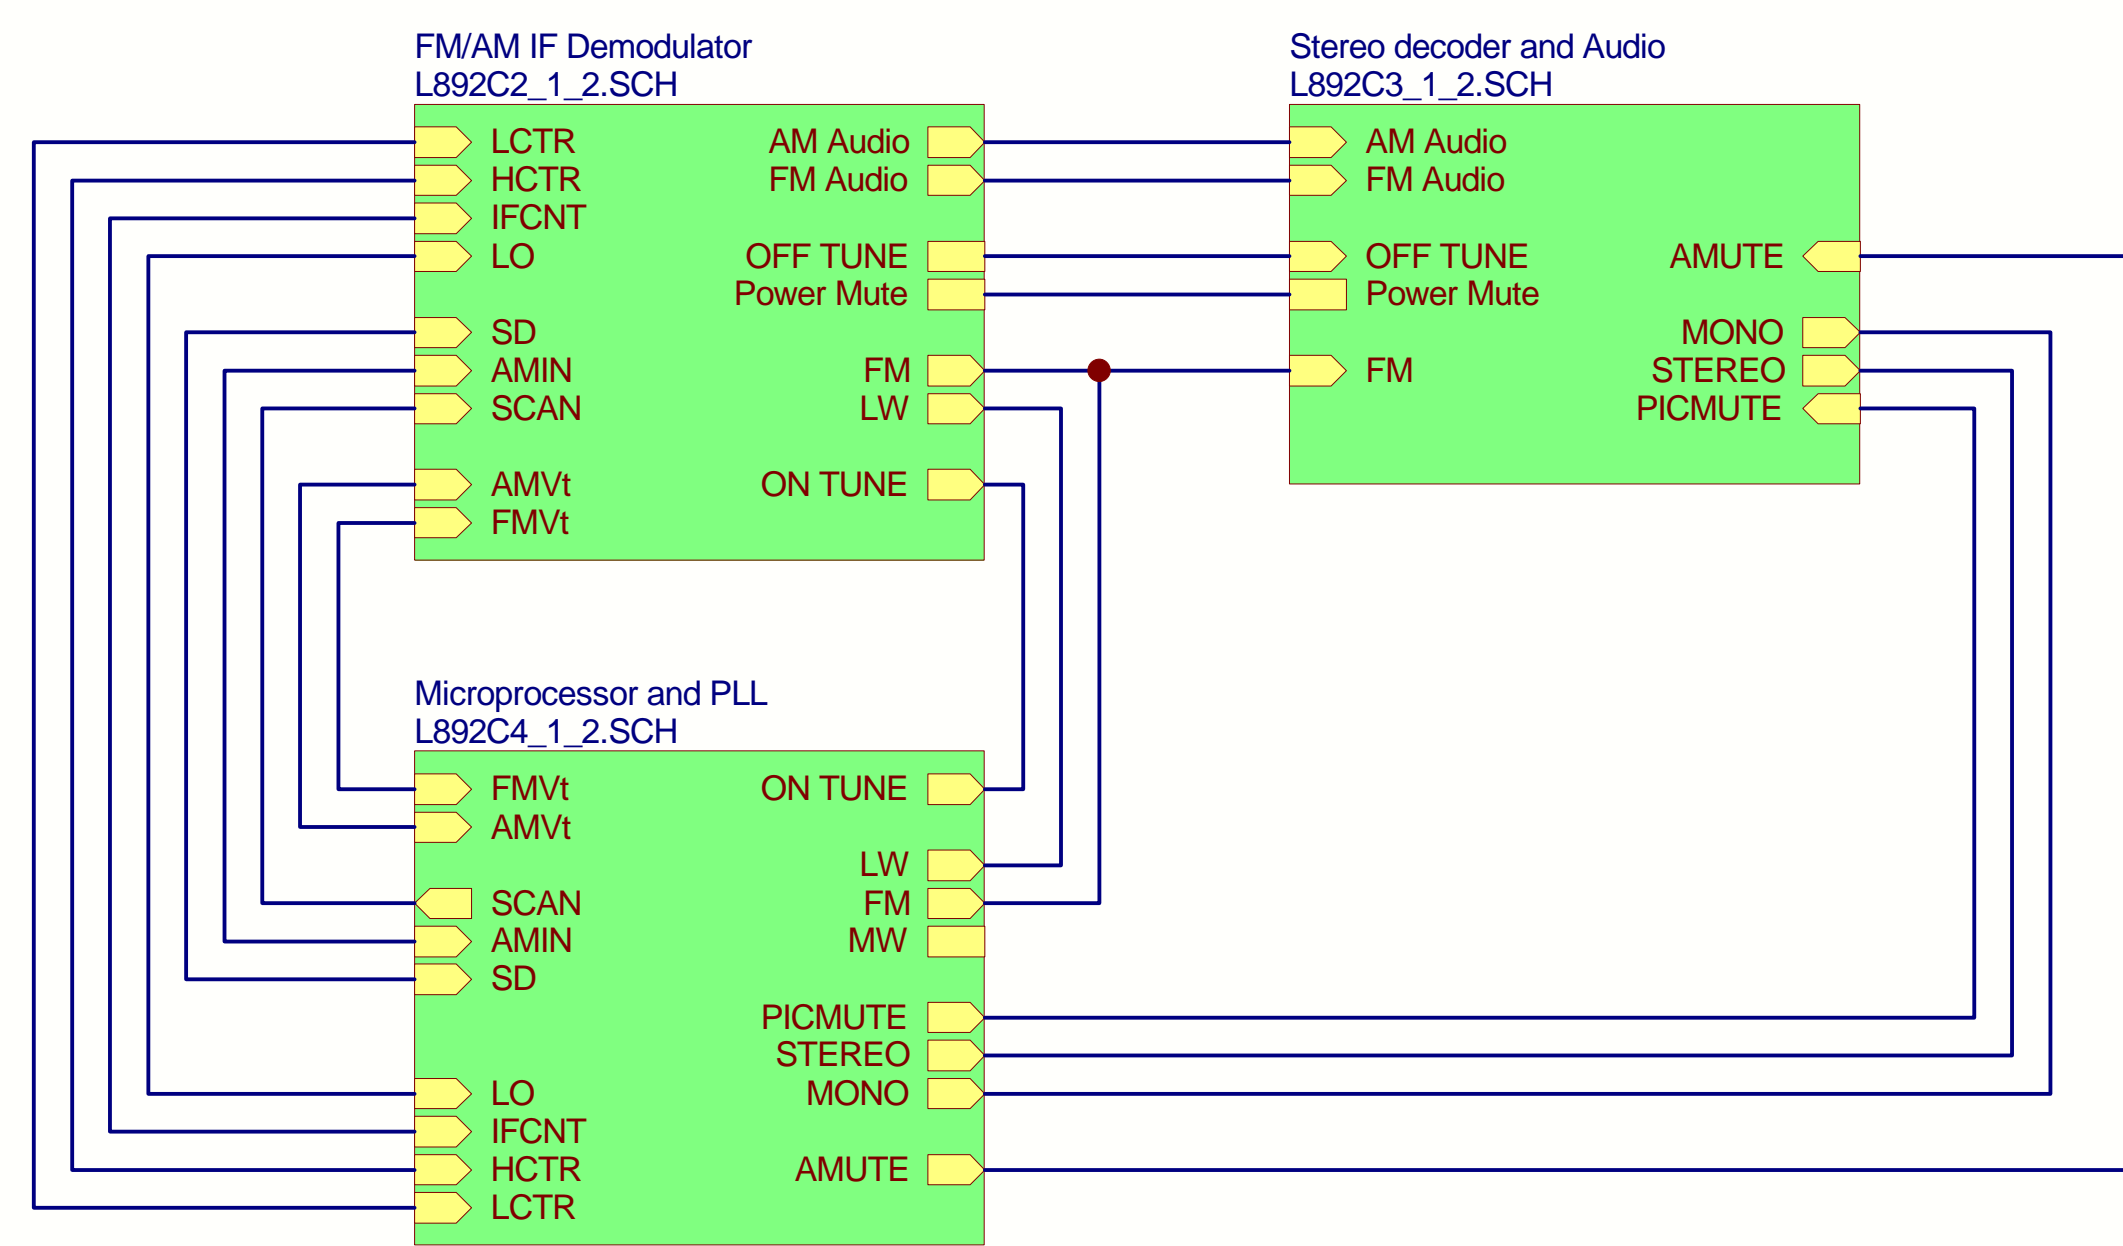 FM/AM IF Demodulator
L892C2_1_2.SCH
LCTR
HCTR
IFCNT
LO
SD
AMIN
SCAN
AMVt
FMVt
AM Audio
FM Audio
OFF TUNE
Power Mute
FM
LW
ON TUNE
Stereo decoder and Audio
L892C3_1_2.SCH
AM Audio
FM Audio
OFF TUNE
Power Mute
FM
AMUTE
MONO
STEREO
PICMUTE
Microprocessor and PLL
L892C4_1_2.SCH
FMVt
AMVt
SCAN
AMIN
SD
LO
IFCNT
HCTR
LCTR
ON TUNE
LW
FM
MW
PICMUTE
STEREO
MONO
AMUTE